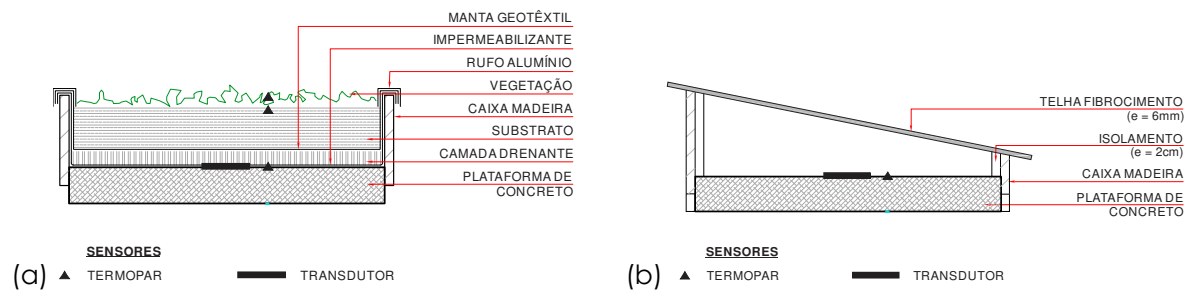 MANTA GEOTÊXTIL
IMPERMEABILIZANTE
RUFO ALUMÍNIO
VEGETAÇÃO
CAIXA MADEIRA
SUBSTRATO
CAMADA DRENANTE
PLATAFORMA DE
CONCRETO
SENSORES
(a) TERMOPAR TRANSDUTOR
TELHA FIBROCIMENTO
(e = 6mm)
ISOLAMENTO
(e = 2cm)
CAIXA MADEIRA
PLATAFORMA DE
CONCRETO
SENSORES
(b) TERMOPAR TRANSDUTOR